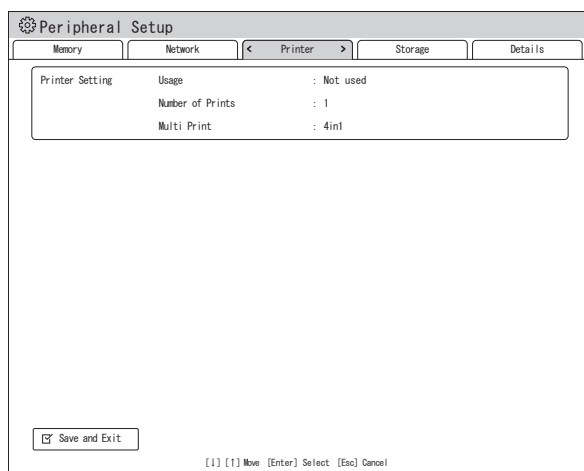 Peripheral Setup
Memory Network < Printer > Storage Details
Printer Setting Usage : Not used
Number of Prints : 1
Multi Print : 4in1
Save and Exit
[↓] [↑] Move [Enter] Select [Esc] Cancel